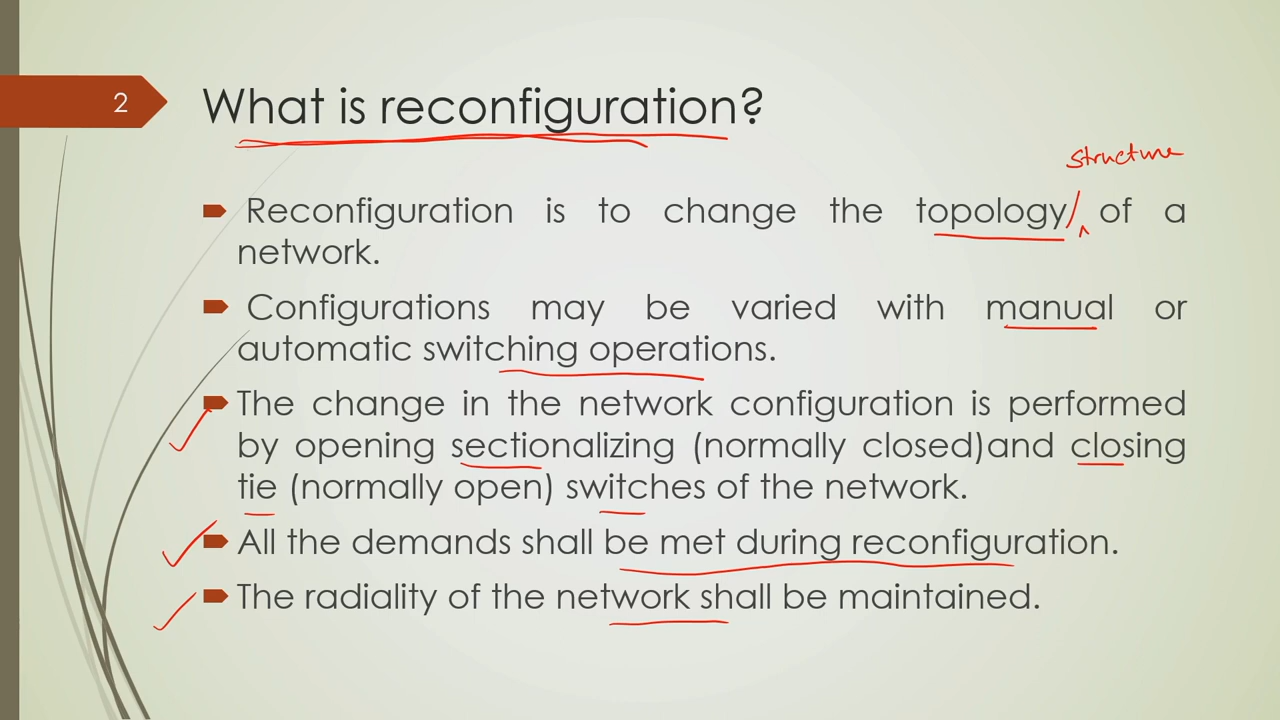 2
What is reconfiguration?
structure
Reconfiguration is to change the topology/ of a
network.
Configurations may be varied with manual or
automatic switching operations.
The change in the network configuration is performed
by opening sectionalizing (normally closed)and closing
tie (normally open) switches of the network.
All the demands shall be met during reconfiguration.
The radiality of the network shall be maintained.